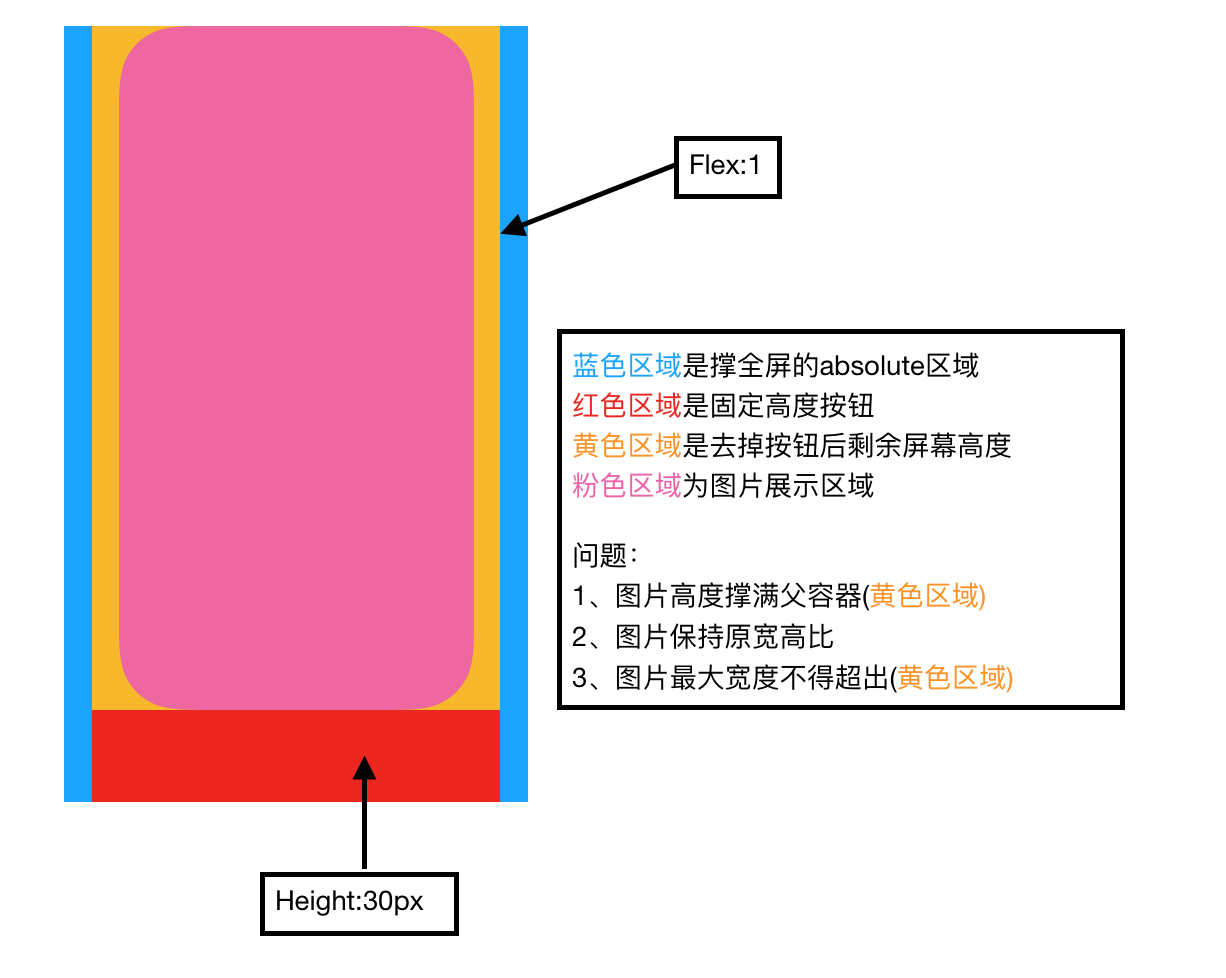 Flex:1
蓝色区域是撑全屏的absolute区域
红色区域是固定高度按钮
黄色区域是去掉按钮后剩余屏幕高度
粉色区域为图片展示区域
问题：
1、图片高度撑满父容器(黄色区域)
2、图片保持原宽高比
3、图片最大宽度不得超出(黄色区域)
Height:30px